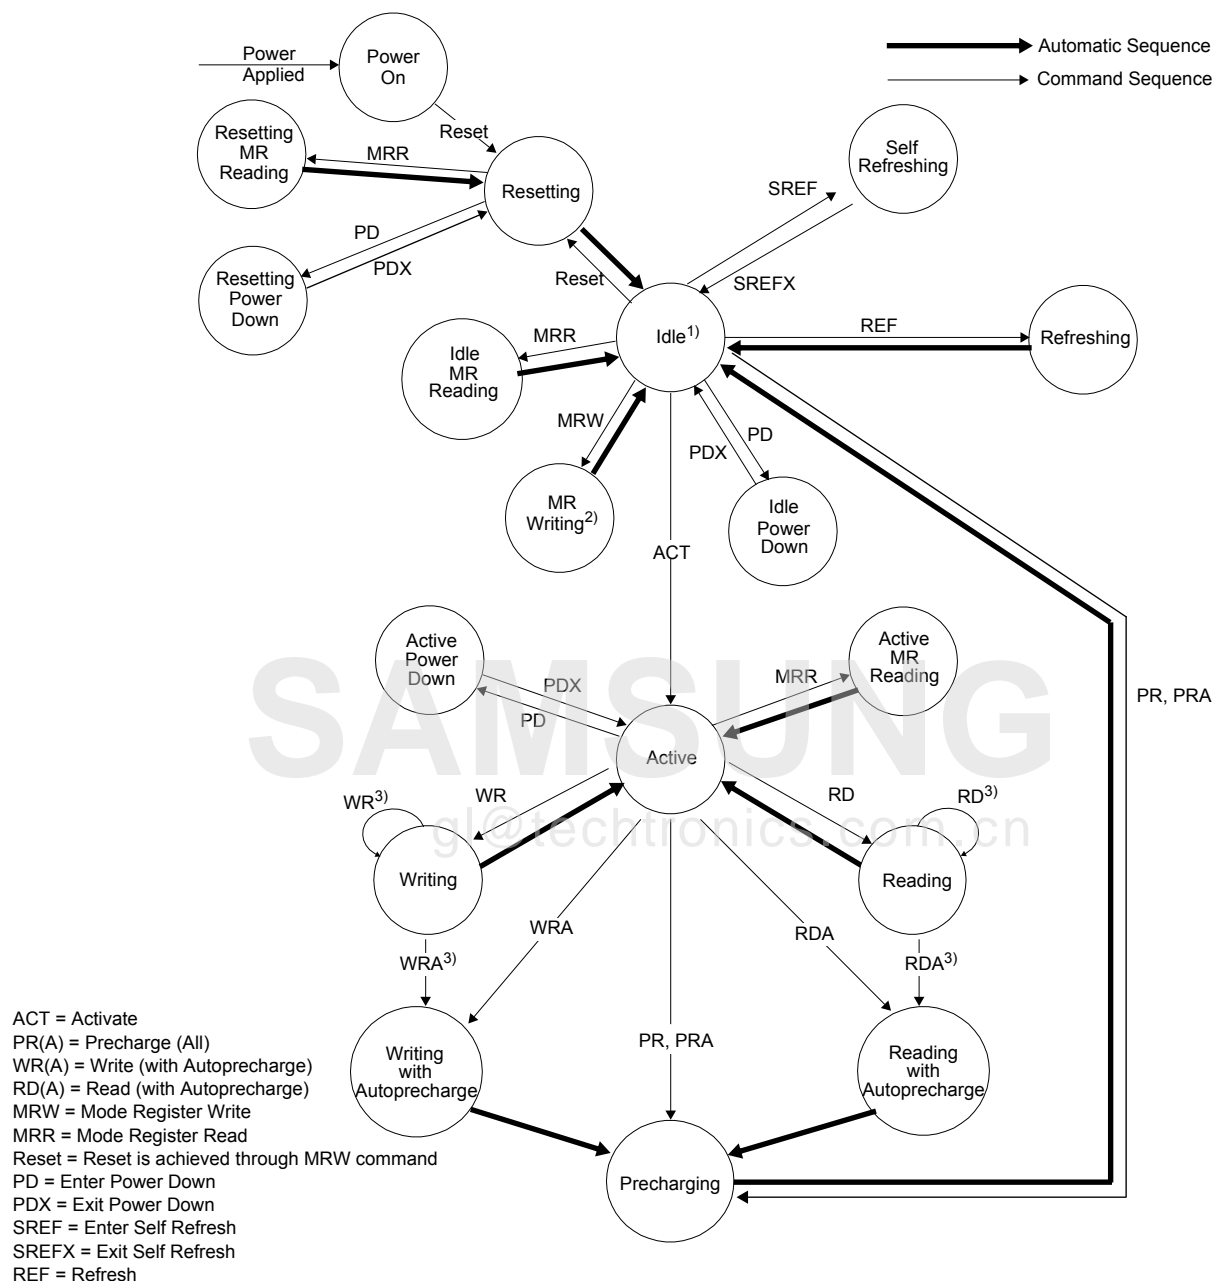 Power
Applied
Power
On
Automatic Sequence
Command Sequence
Reset
Resetting
MR
Reading
MRR
Resetting
Self
Refreshing
SREF
PD
PDX
Resetting
Power
Down
Reset
SREFX
Idle1)
MRR
REF
Refreshing
Idle
MR
Reading
MRW
PD
PDX
MR
Writing2)
Idle
Power
Down
ACT
Active
Power
Down
PDX
PD
MRR
Active
MR
Reading
PR, PRA
SAMSUNG
Active
WR3)
WR
RD
RD3)
gl@techtronics.com.cn
Writing
Reading
WRA
RDA
WRA3)
RDA3)
PR, PRA
Writing
with
Autoprecharge
Reading
with
Autoprecharge
Precharging
ACT = Activate
PR(A) = Precharge (All)
WR(A) = Write (with Autoprecharge)
RD(A) = Read (with Autoprecharge)
MRW = Mode Register Write
MRR = Mode Register Read
Reset = Reset is achieved through MRW command
PD = Enter Power Down
PDX = Exit Power Down
SREF = Enter Self Refresh
SREFX = Exit Self Refresh
REF = Refresh